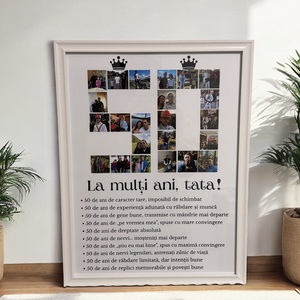 La mulți ani, tata!
• 50 de ani de caracter tare, imposibil de schimbat
• 50 de ani de experiență adunată cu răbdare și muncă
• 50 de ani de gene bune, transmise cu mândrie mai departe
• 50 de ani de „pe vremea mea”, spuse cu mare convingere
• 50 de ani de dreptate absolută
• 50 de ani de nervi... moșteniți mai departe
• 50 de ani de „știu eu mai bine”, spus cu maximă convingere
• 50 de ani de nervi legendari, antrenați zilnic de viață
• 50 de ani de răbdare limitată, dar intenții bune
• 50 de ani de replici memorabile și povești bune